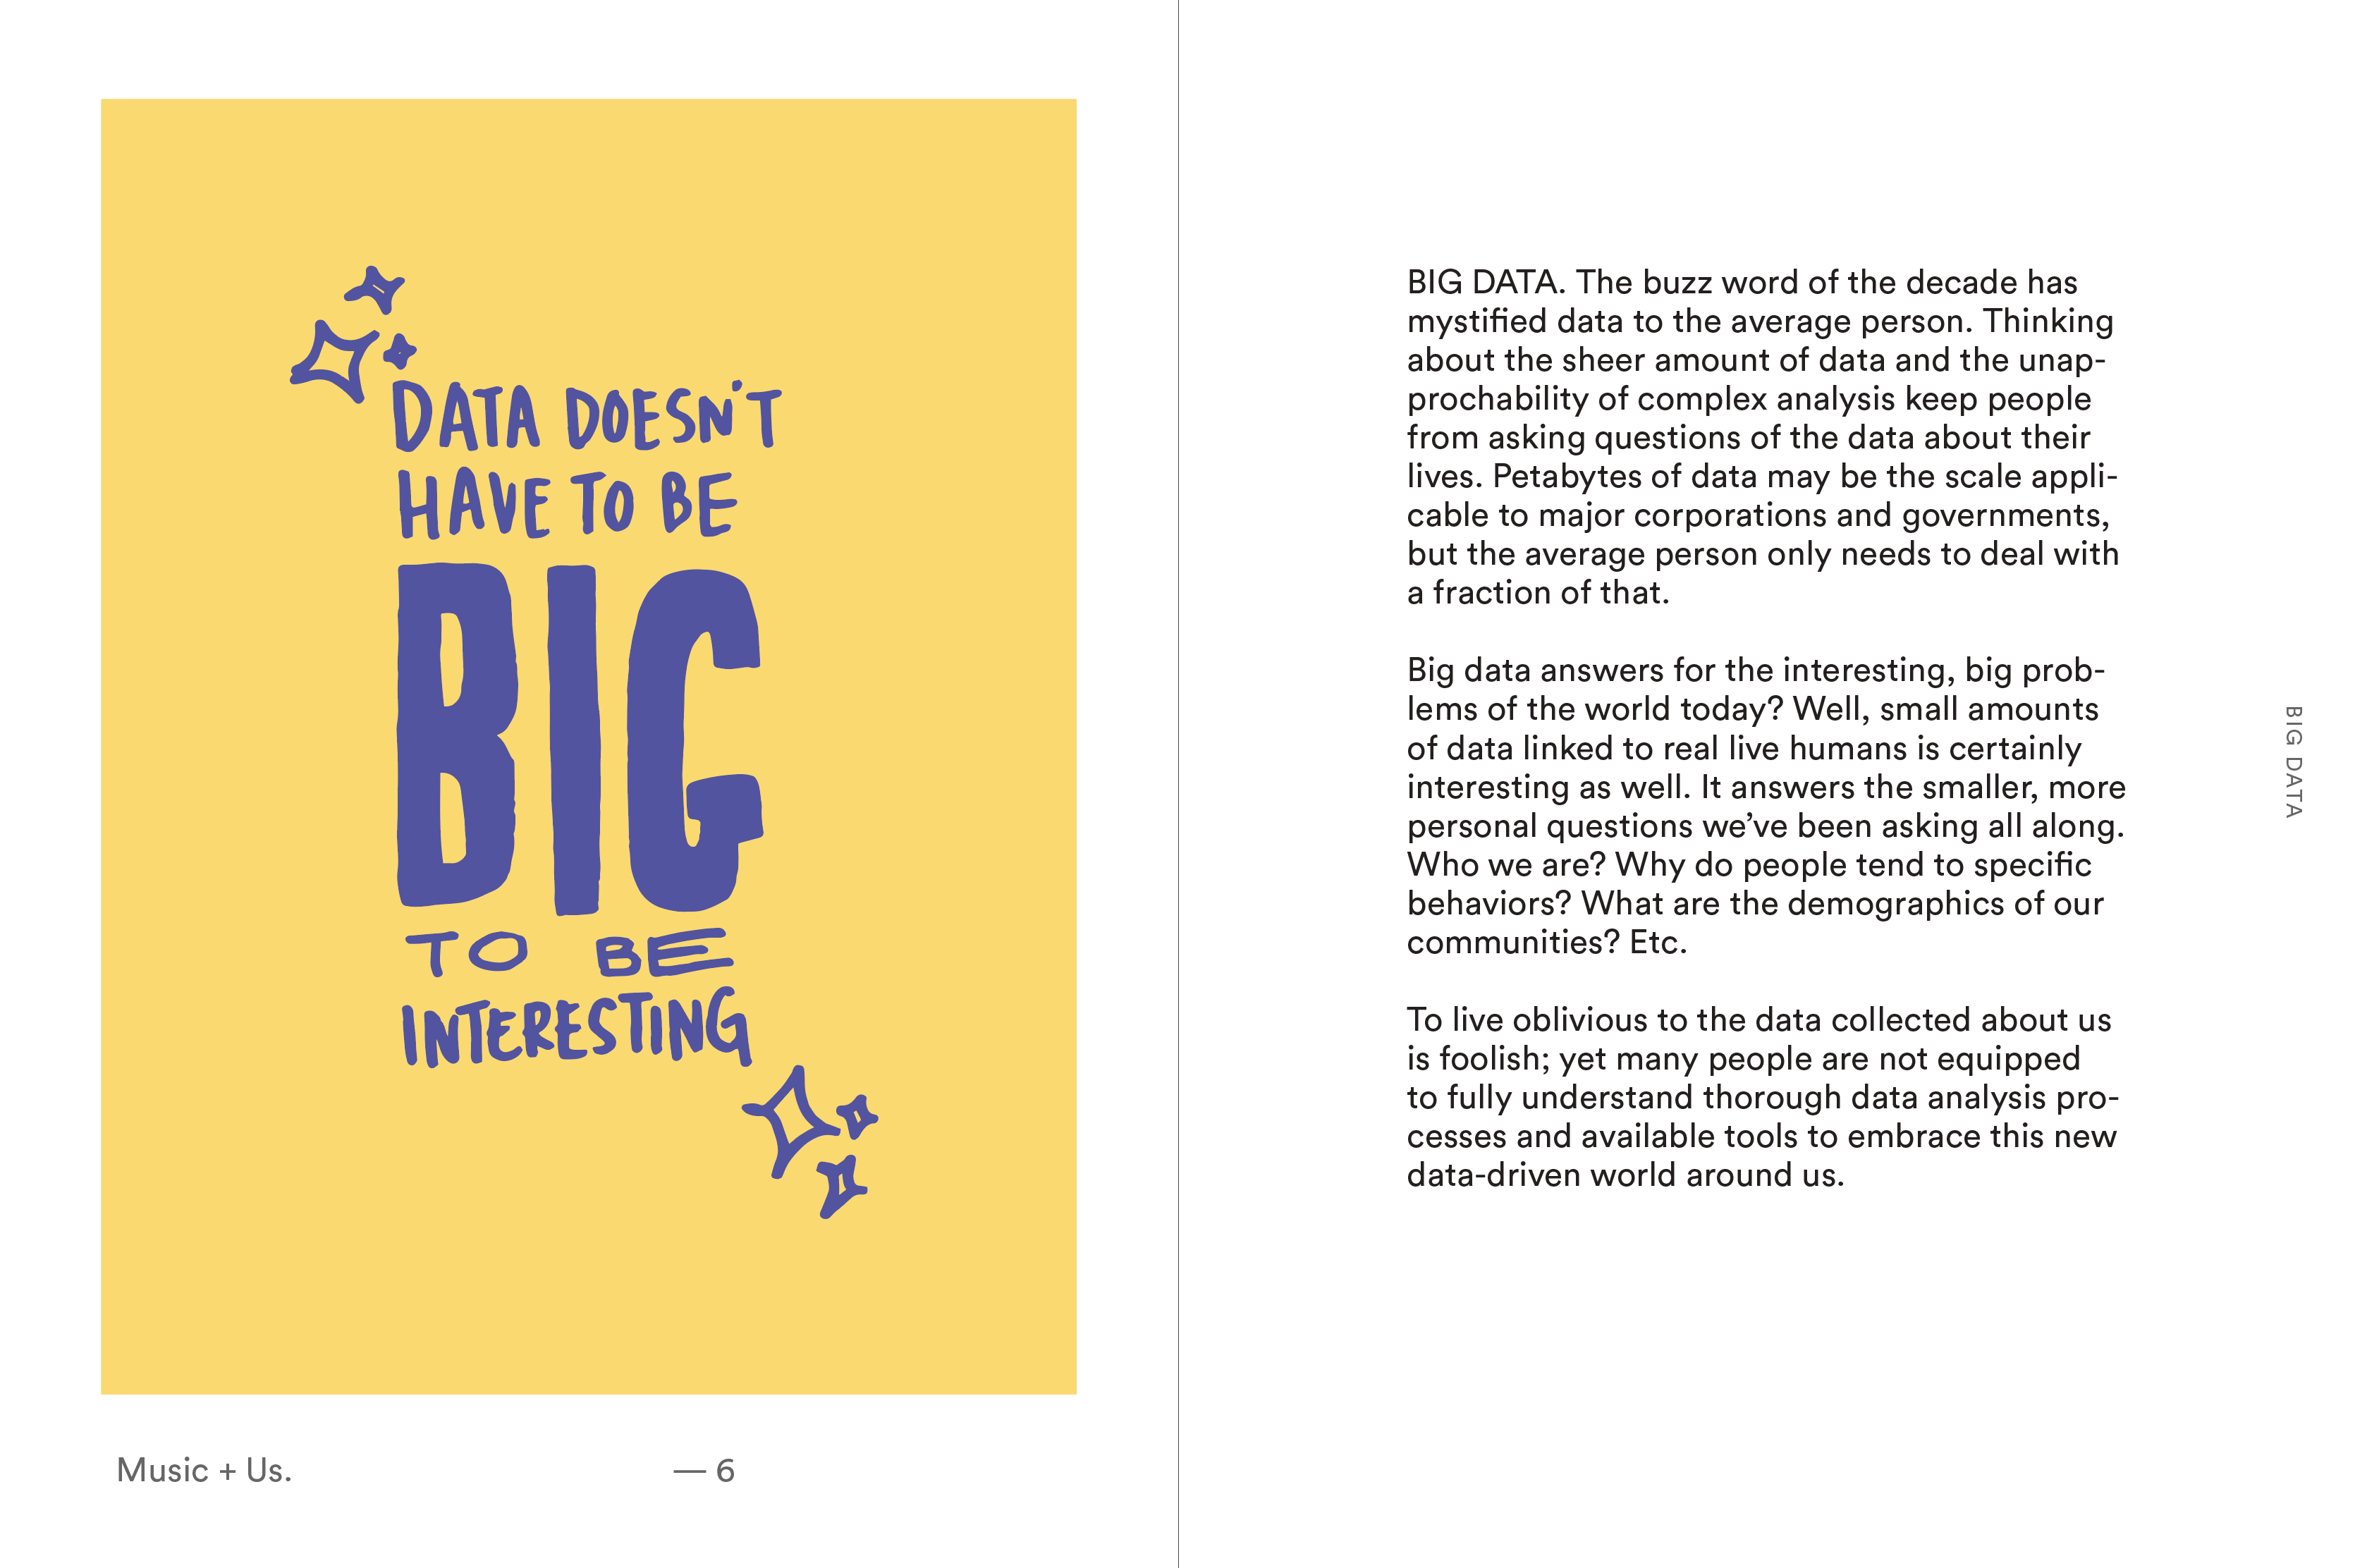 DATA DOESN'T
HAVE TO BE
BIG
TO BE
INTERESTING
Music + Us.
— 6
BIG DATA. The buzz word of the decade has
mystified data to the average person. Thinking
about the sheer amount of data and the unap-
prochability of complex analysis keep people
from asking questions of the data about their
lives. Petabytes of data may be the scale appli-
cable to major corporations and governments,
but the average person only needs to deal with
a fraction of that.
Big data answers for the interesting, big prob-
lems of the world today? Well, small amounts
of data linked to real live humans is certainly
interesting as well. It answers the smaller, more
personal questions we’ve been asking all along.
Who we are? Why do people tend to specific
behaviors? What are the demographics of our
communities? Etc.
To live oblivious to the data collected about us
is foolish; yet many people are not equipped
to fully understand thorough data analysis pro-
cesses and available tools to embrace this new
data-driven world around us.
BIG DATA